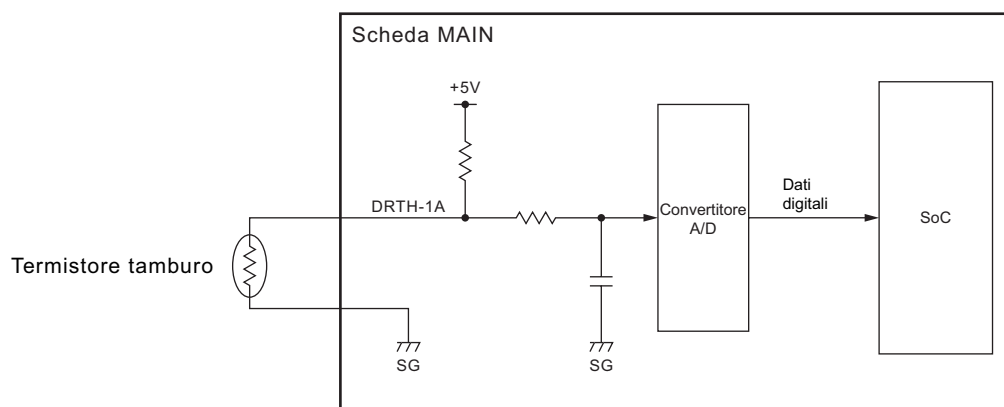 Scheda MAIN
+5V
DRTH-1A
Termistore tamburo
SG
SG
Convertitore
A/D
Dati
digitali
SoC